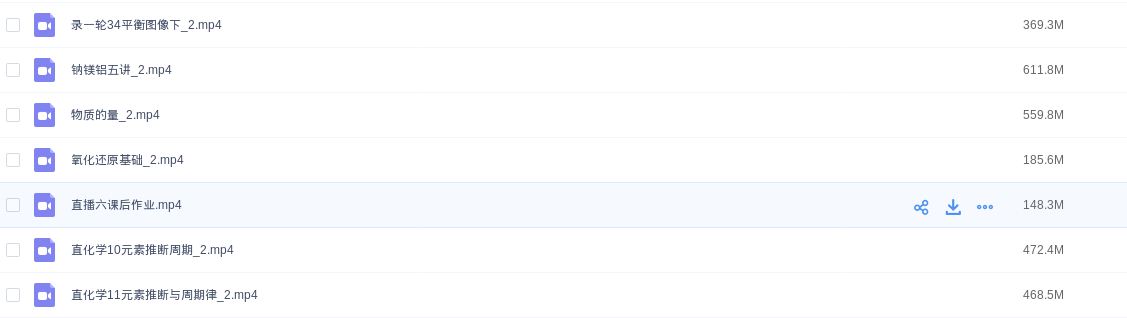 录一轮34平衡图像下_2.mp4 369.3M
钠镁铝五讲_2.mp4 611.8M
物质的量_2.mp4 559.8M
氧化还原基础_2.mp4 185.6M
直播六课后作业.mp4 148.3M
直化学10元素推断周期_2.mp4 472.4M
直化学11元素推断与周期律_2.mp4 468.5M